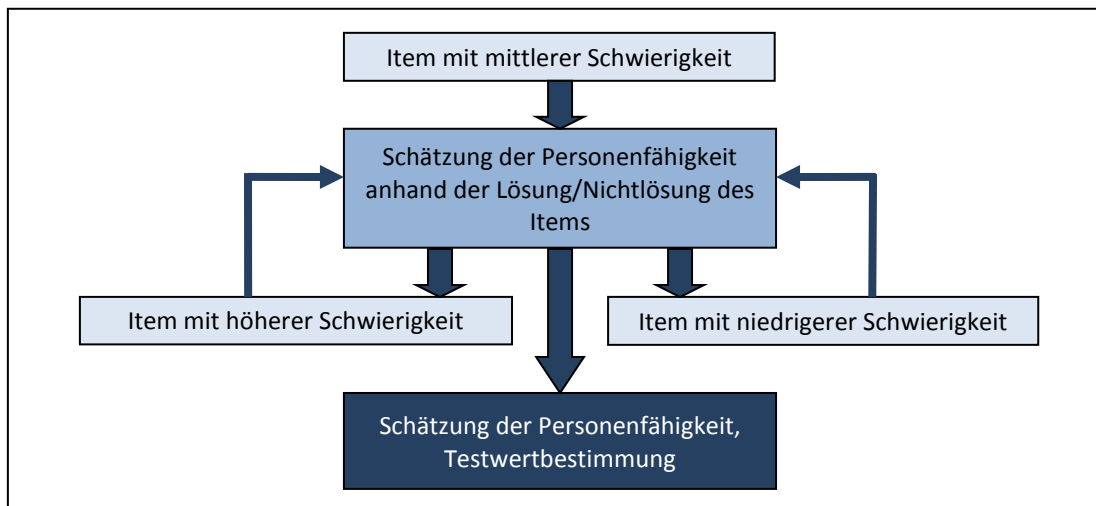 Item mit mittlerer Schwierigkeit
Schätzung der Personenfähigkeit
anhand der Lösung/Nichtlösung des
Items
Item mit höherer Schwierigkeit
Item mit niedrigerer Schwierigkeit
Schätzung der Personenfähigkeit,
Testwertbestimmung